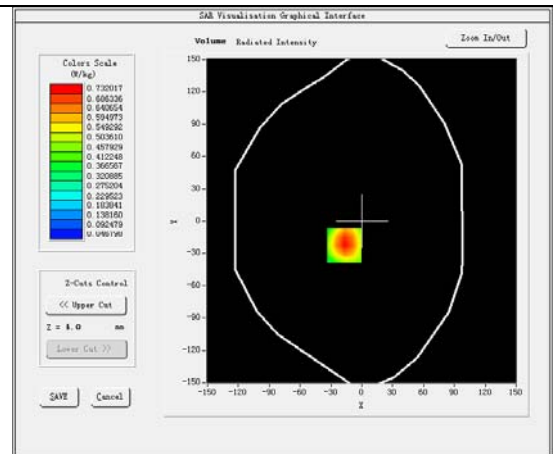 SAR Visualisation Graphical Interface
Volume Radiated Intensity
Zoom In/Out
Colors Scale
(W/kg)
0.732017
0.686336
0.640654
0.594973
0.549292
0.503610
0.457929
0.412248
0.366567
0.320885
0.275204
0.229523
0.183841
0.138160
0.092479
0.046798
Z-Cuts Control
<< Upper Cut
Z = 4.0 mm
Lower Cut >>
SAVE
Cancel
150
120
90
60
30
0
-30
-60
-90
-120
-150
Y
-150 -120 -90 -60 -30 0 30 60 90 120 150
X